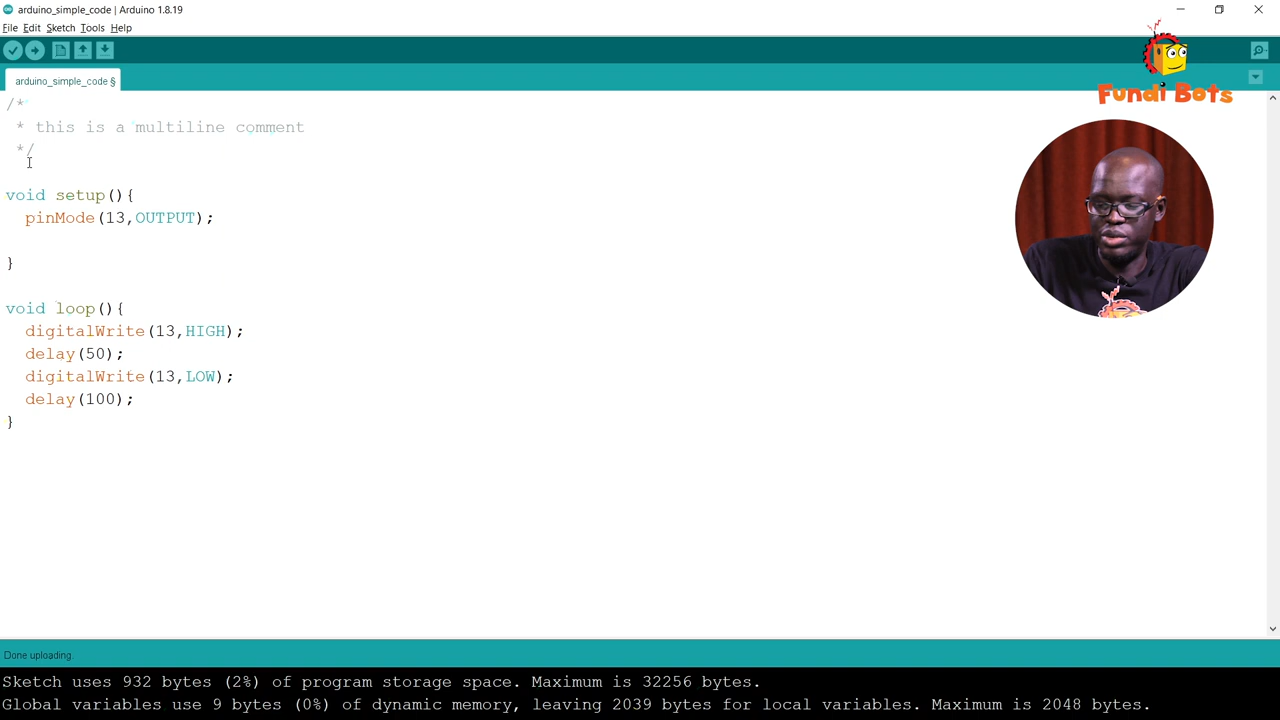 arduino_simple_code | Arduino 1.8.19
File Edit Sketch Tools Help
Fundi Bots
arduino_simple_code §
/*
* this is a multiline comment
*/
void setup(){
pinMode(13,OUTPUT);
}
void loop(){
digitalWrite(13,HIGH);
delay(50);
digitalWrite(13,LOW);
delay(100);
}
Done uploading.
Sketch uses 932 bytes (2%) of program storage space. Maximum is 32256 bytes.
Global variables use 9 bytes (0%) of dynamic memory, leaving 2039 bytes for local variables. Maximum is 2048 bytes.